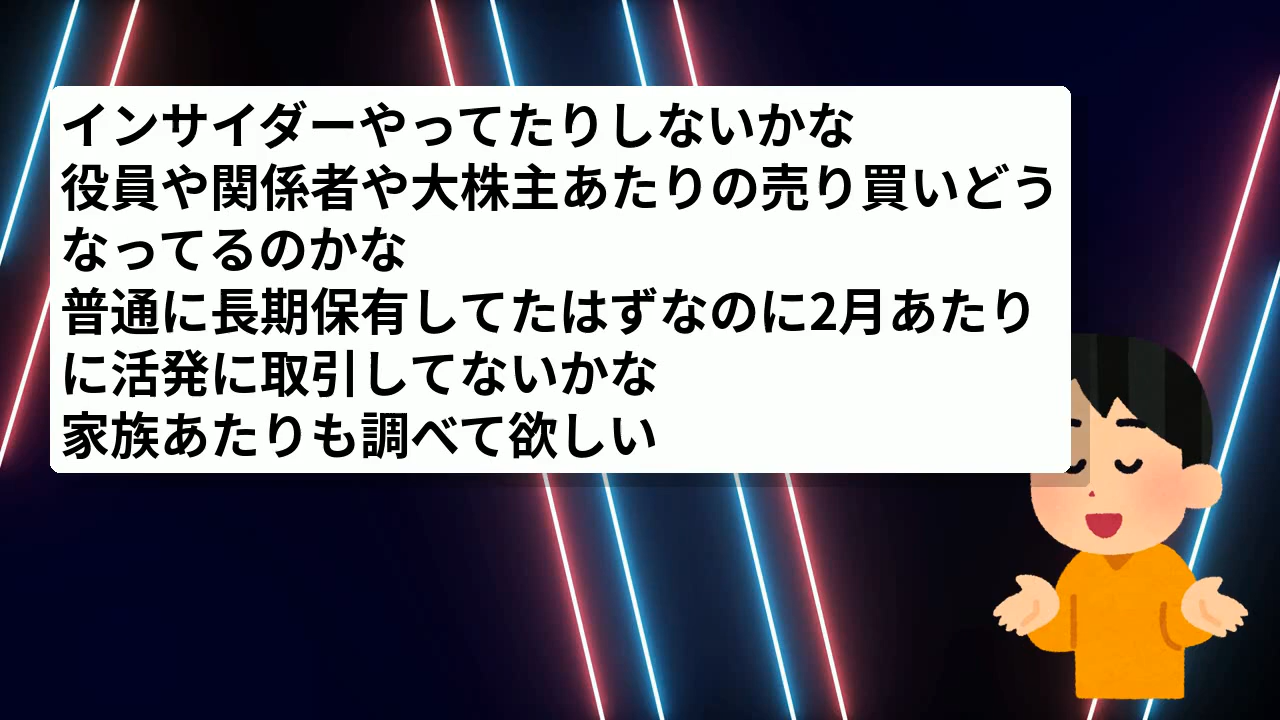 インサイダーやってたりしないかな
役員や関係者や大株主あたりの売り買いどう
なってるのかな
普通に長期保有してたはずなのに2月あたり
に活発に取引してないかな
家族あたりも調べて欲しい